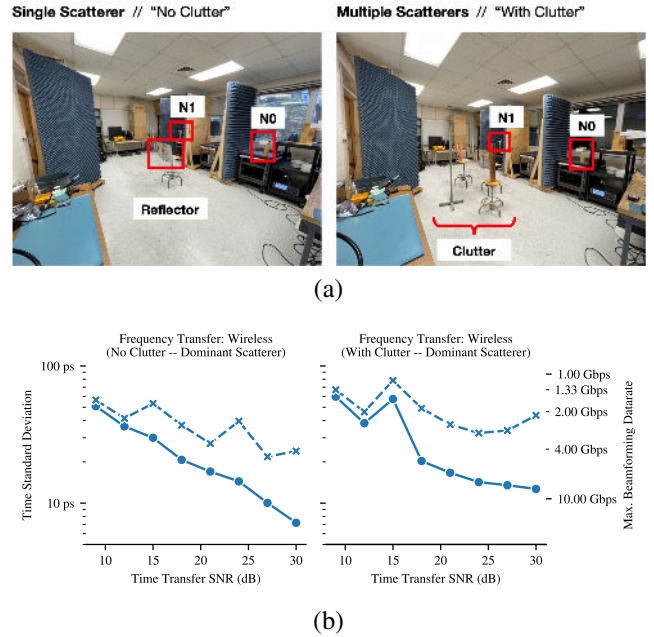 Single Scatterer // “No Clutter”
Multiple Scatterers // “With Clutter”
N1
N0
Reflector
N1
N0
Clutter
(a)
Frequency Transfer: Wireless
(No Clutter -- Dominant Scatterer)
Frequency Transfer: Wireless
(With Clutter -- Dominant Scatterer)
100 ps
10 ps
Time Standard Deviation
1.00 Gbps
1.33 Gbps
2.00 Gbps
4.00 Gbps
10.00 Gbps
Max. Beamforming Datarate
10 15 20 25 30
10 15 20 25 30
Time Transfer SNR (dB)
Time Transfer SNR (dB)
(b)